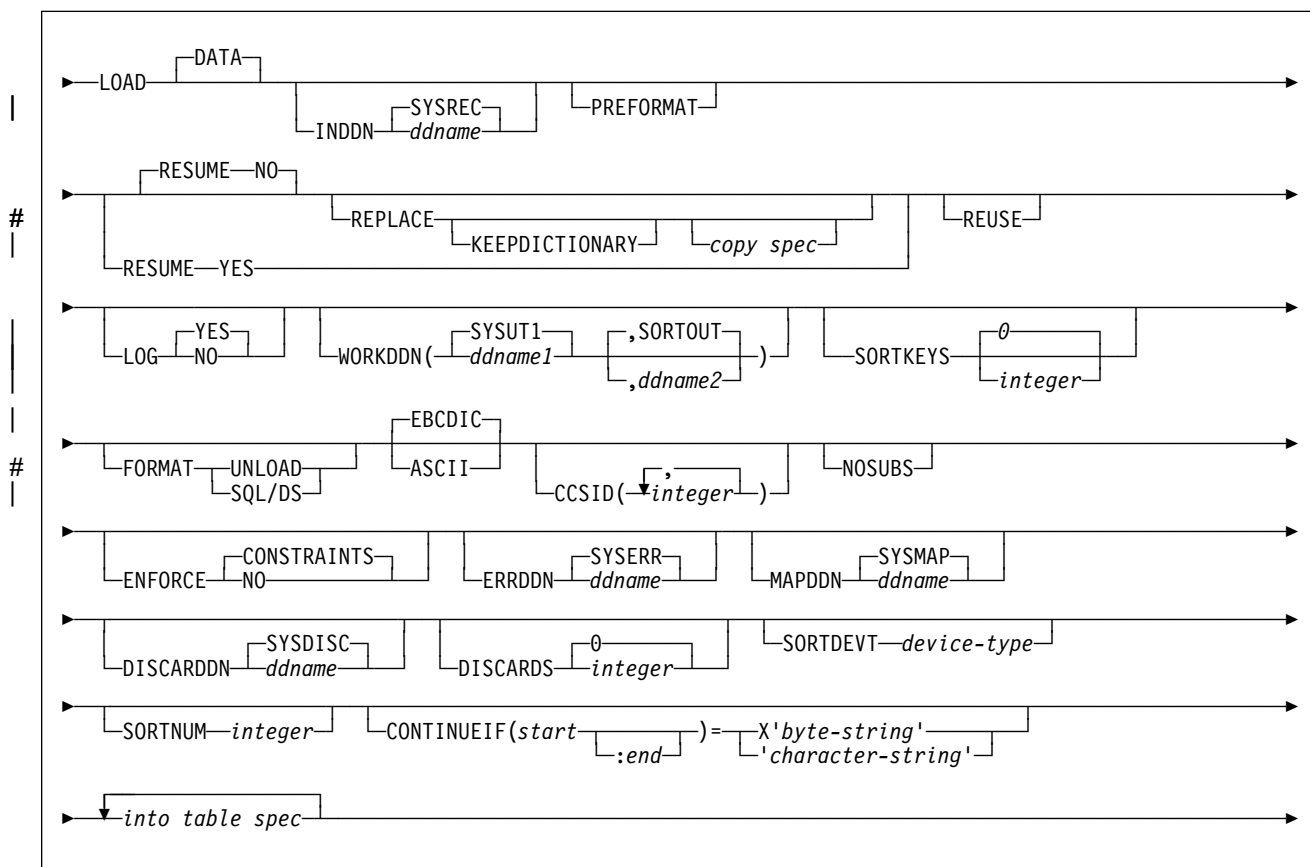 DATA
LOAD
SYSREC PREFORMAT
INDDN ddname
RESUME NO
REPLACE REUSE
KEEPDICTIONARY copy spec
RESUME YES
YES SYSUT1 ,SORTOUT 0
LOG NO WORKDDN( ddname1 ) SORTKEYS
,ddname2 integer
EBCDIC
FORMAT UNLOAD ASCII , NOSUBS
SQL/DS CCSID( integer )
CONSTRAINTS SYSERR SYSMAP
ENFORCE NO ERRDDN ddname MAPDDN ddname
SYSDISC 0 SORTDEVT device-type
DISCARDDN ddname DISCARDS integer
SORTNUM integer CONTINUEIF(start )= X'byte-string'
:end 'character-string'
into table spec